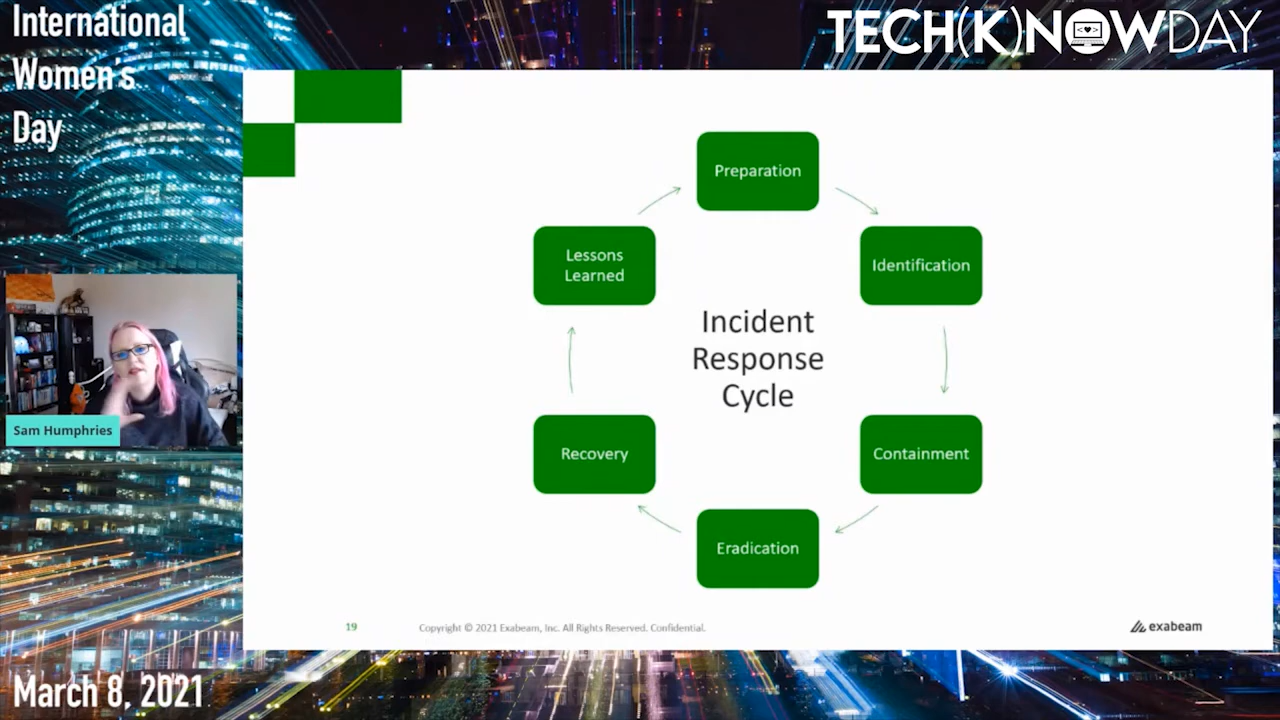 International
Women's
Day
TECH(K)NOWDAY
Preparation
Identification
Containment
Eradication
Recovery
Lessons
Learned
Incident
Response
Cycle
Sam Humphries
19
Copyright © 2021 Exabeam, Inc. All Rights Reserved. Confidential.
exabeam
March 8, 2021